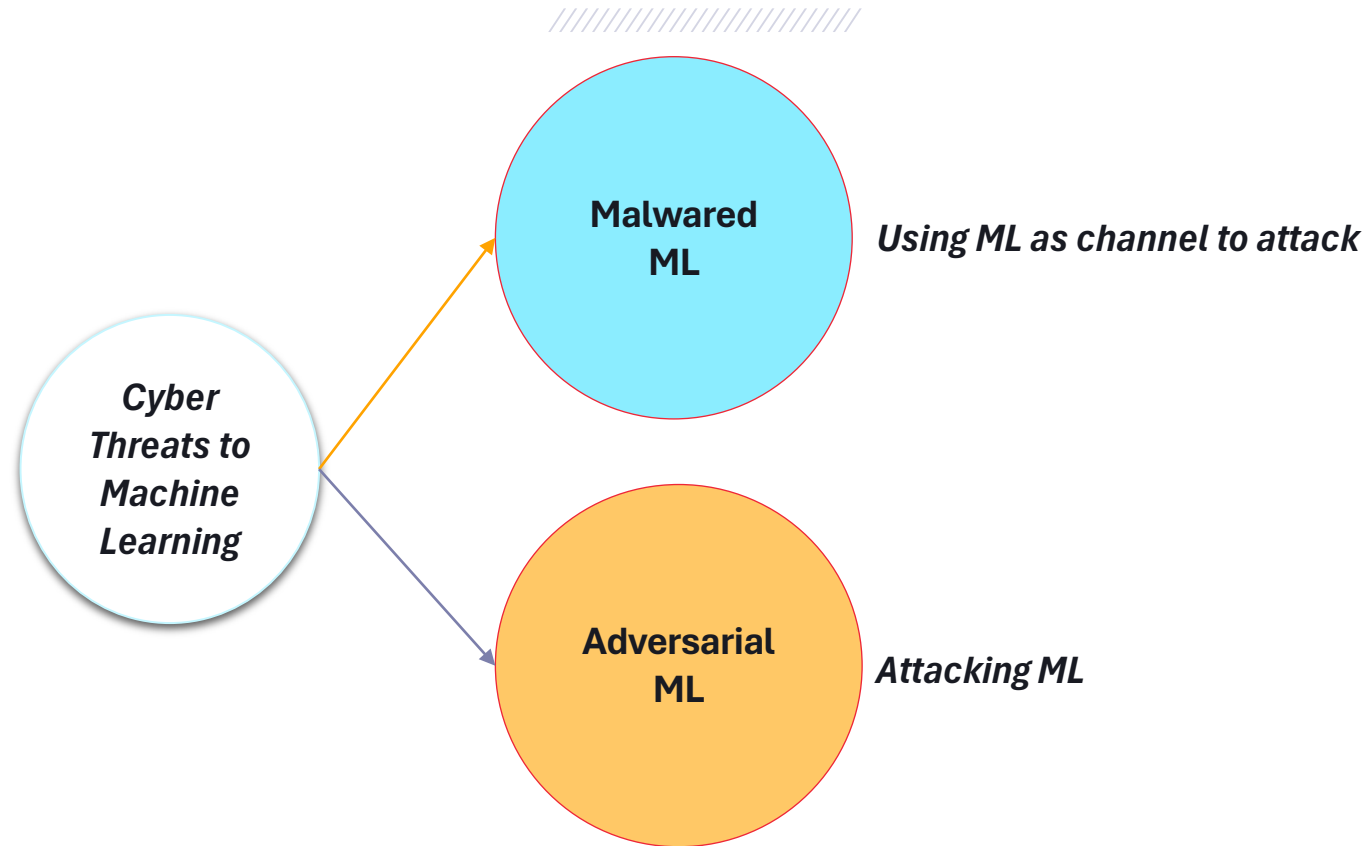 Malwared
ML
Using ML as channel to attack
Cyber
Threats to
Machine
Learning
Adversarial
ML
Attacking ML